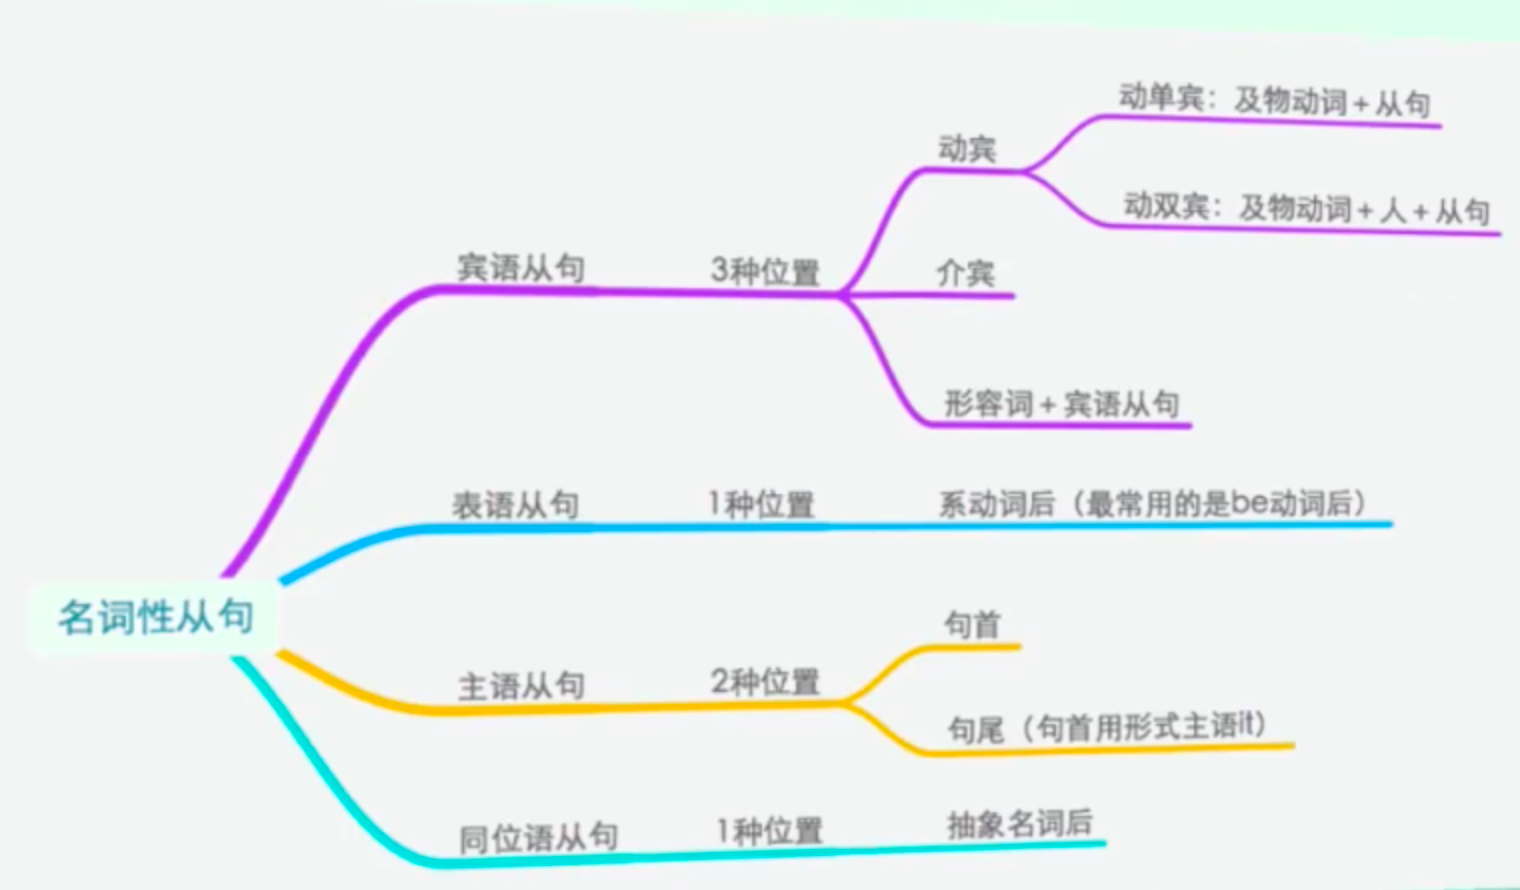 名词性从句
宾语从句
3种位置
动宾
动单宾：及物动词＋从句
动双宾：及物动词＋人＋从句
介宾
形容词＋宾语从句
表语从句
1种位置
系动词后（最常用的是be动词后）
主语从句
2种位置
句首
句尾（句首用形式主语it）
同位语从句
1种位置
抽象名词后